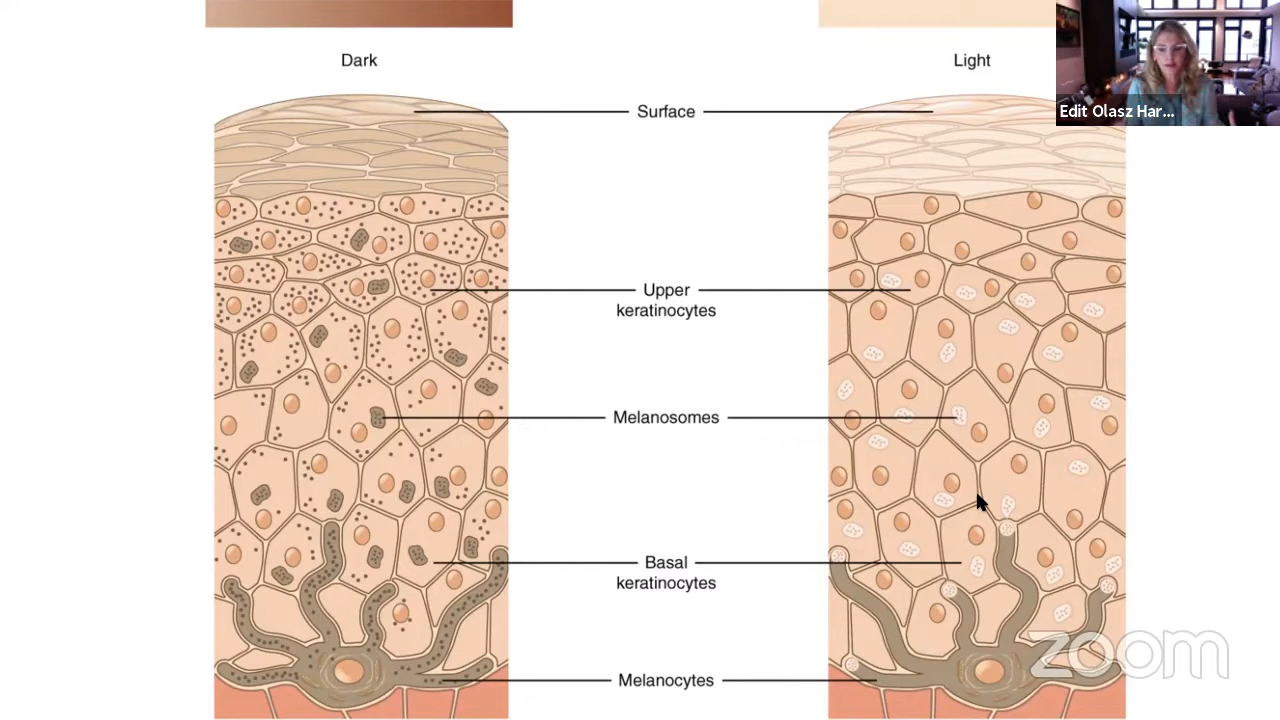 Dark
Light
Edit Olasz Har...
Surface
Upper
keratinocytes
Melanosomes
Basal
keratinocytes
Melanocytes
zoom